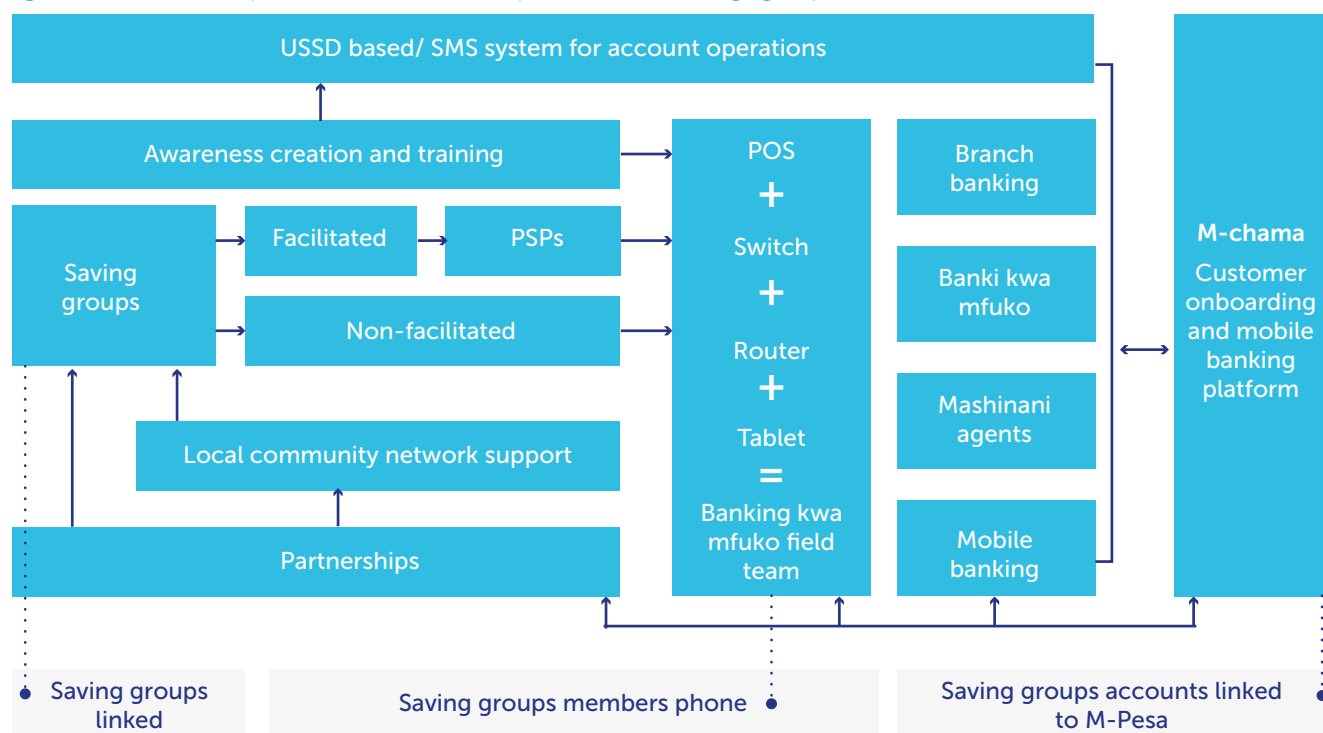 USSD based/ SMS system for account operations
Awareness creation and training
Saving
groups
Facilitated
PSPs
Non-facilitated
Local community network support
Partnerships
POS
+
Switch
+
Router
+
Tablet
=
Banking kwa
mfuko field
team
Branch
banking
Banki kwa
mfuko
Mashinani
agents
Mobile
banking
M-chama
Customer
onboarding
and mobile
banking
platform
Saving groups
linked
Saving groups members phone
Saving groups accounts linked
to M-Pesa